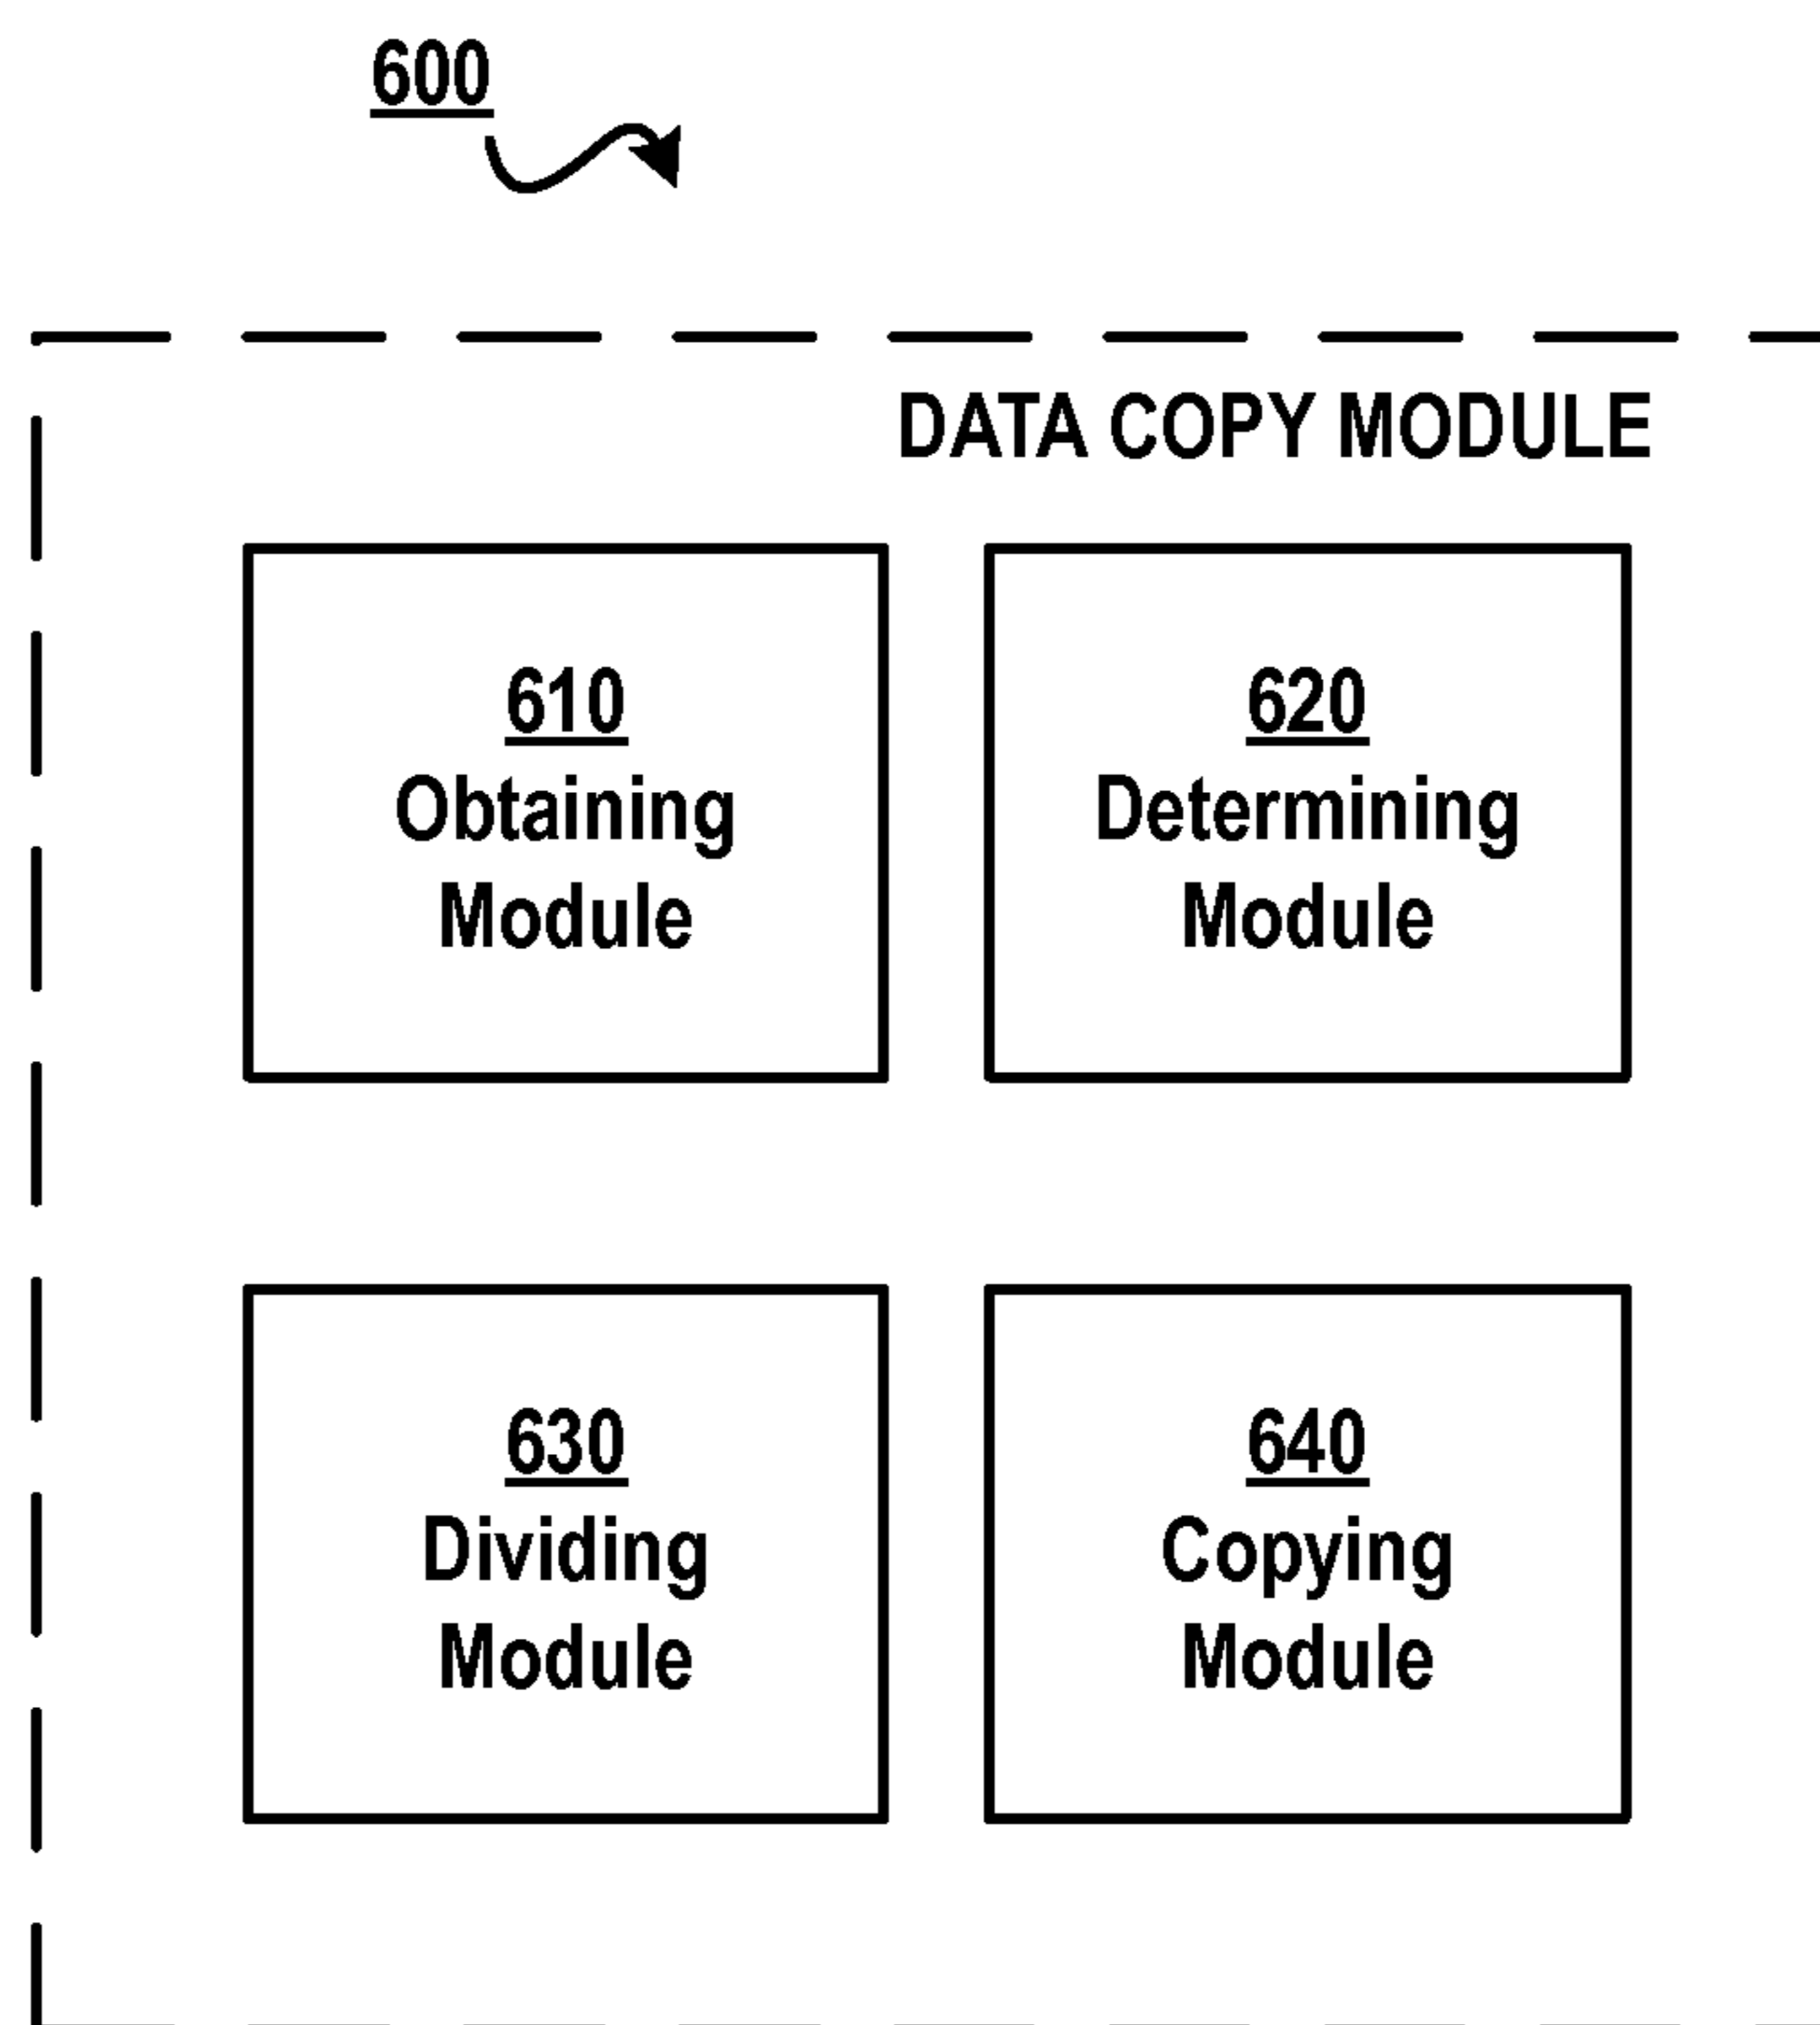 600
DATA COPY MODULE
610
Obtaining
Module
620
Determining
Module
630
Dividing
Module
640
Copying
Module